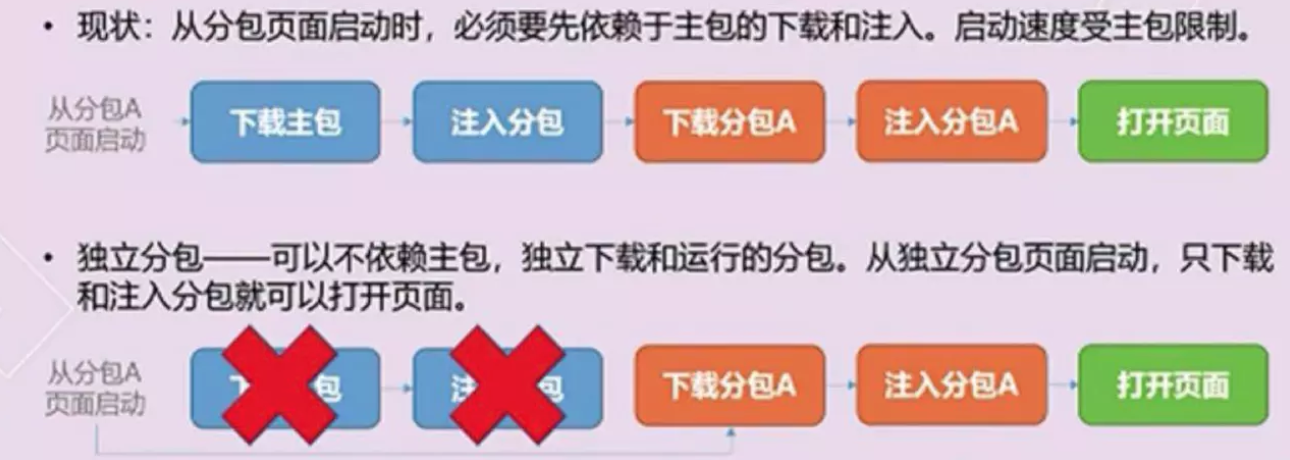 • 现状：从分包页面启动时，必须要先依赖于主包的下载和注入。启动速度受主包限制。
从分包A
页面启动
下载主包
注入分包
下载分包A
注入分包A
打开页面
• 独立分包——可以不依赖主包，独立下载和运行的分包。从独立分包页面启动，只下载
和注入分包就可以打开页面。
从分包A
页面启动
包
注 包
下载分包A
注入分包A
打开页面